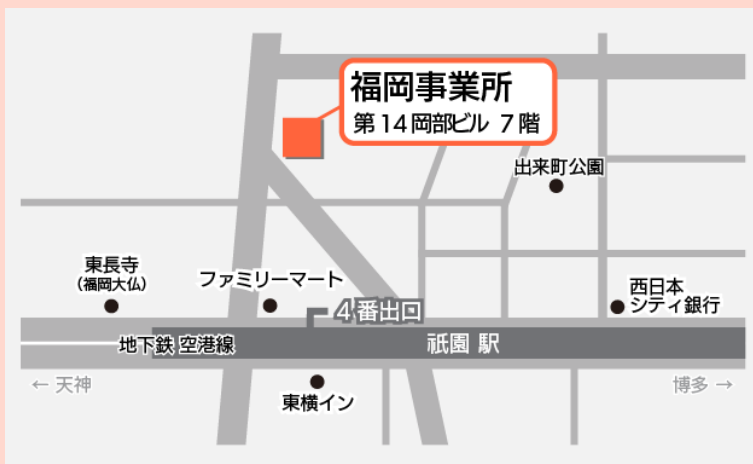 福岡事業所
第14岡部ビル 7階
出来町公園
東長寺
（福岡大仏）
ファミリーマート
西日本
シティ銀行
4番出口
地下鉄 空港線
祇園 駅
← 天神
東横イン
博多 →